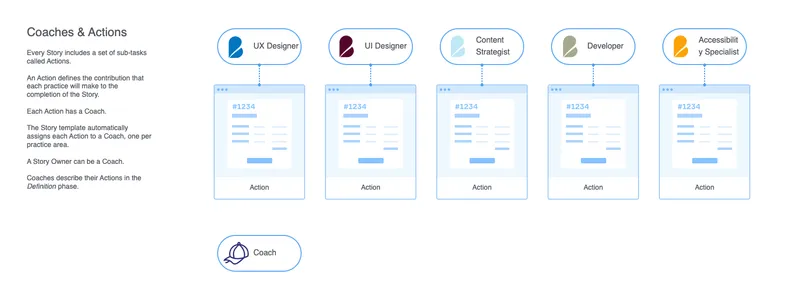 Coaches & Actions
Every Story includes a set of sub-tasks
called Actions.
An Action defines the contribution that
each practice will make to the
completion of the Story.
Each Action has a Coach.
The Story template automatically
assigns each Action to a Coach, one per
practice area.
A Story Owner can be a Coach.
Coaches describe their Actions in the
Definition phase.
UX Designer
UI Designer
Content
Strategist
Developer
Accessibilit
y Specialist
#1234
#1234
#1234
#1234
#1234
Action
Action
Action
Action
Action
Coach